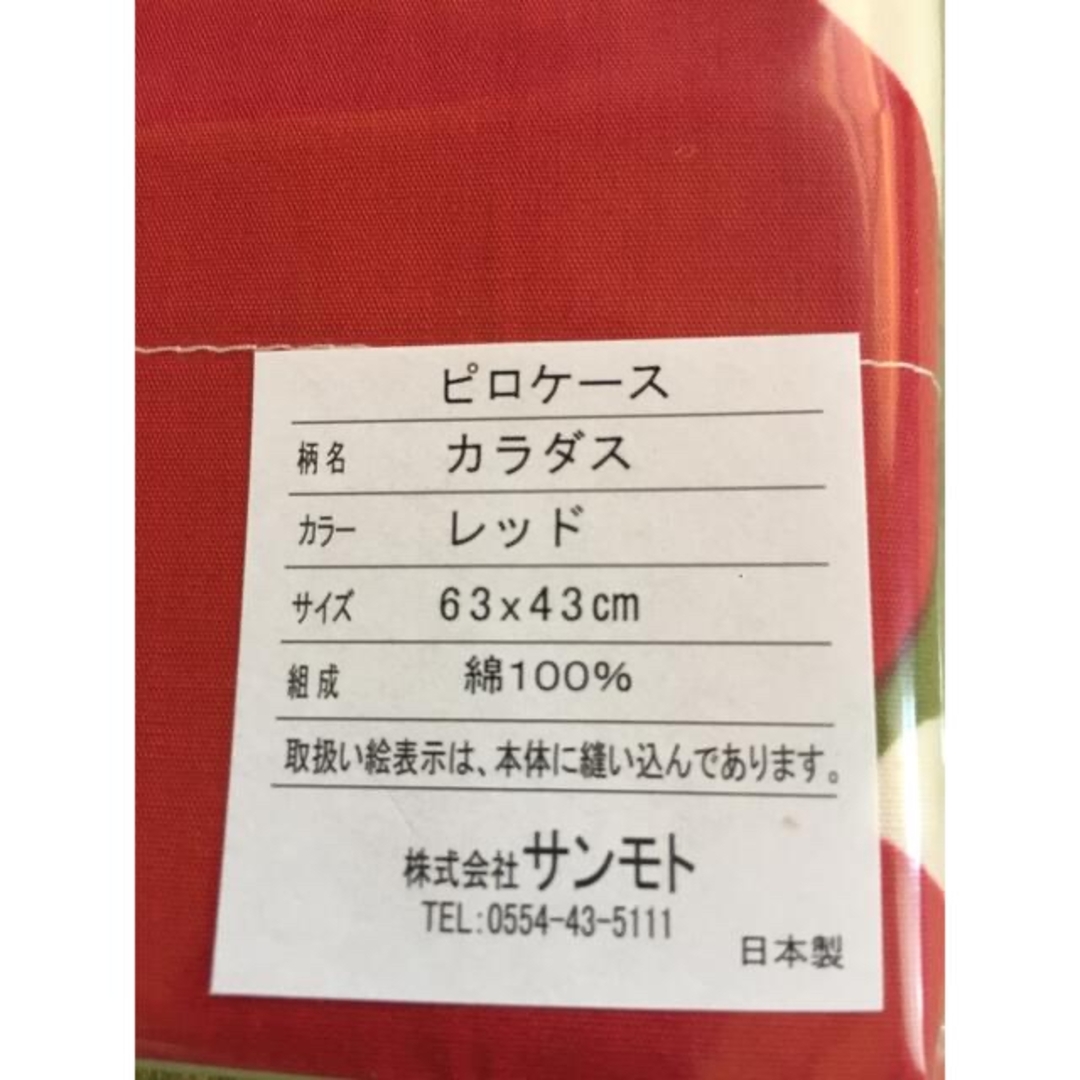 ピロケース
柄名 カラダス
カラー レッド
サイズ 63x43cm
組成 綿100%
取扱い絵表示は、本体に縫い込んであります。
株式会社サンモト
TEL:0554-43-5111
日本製